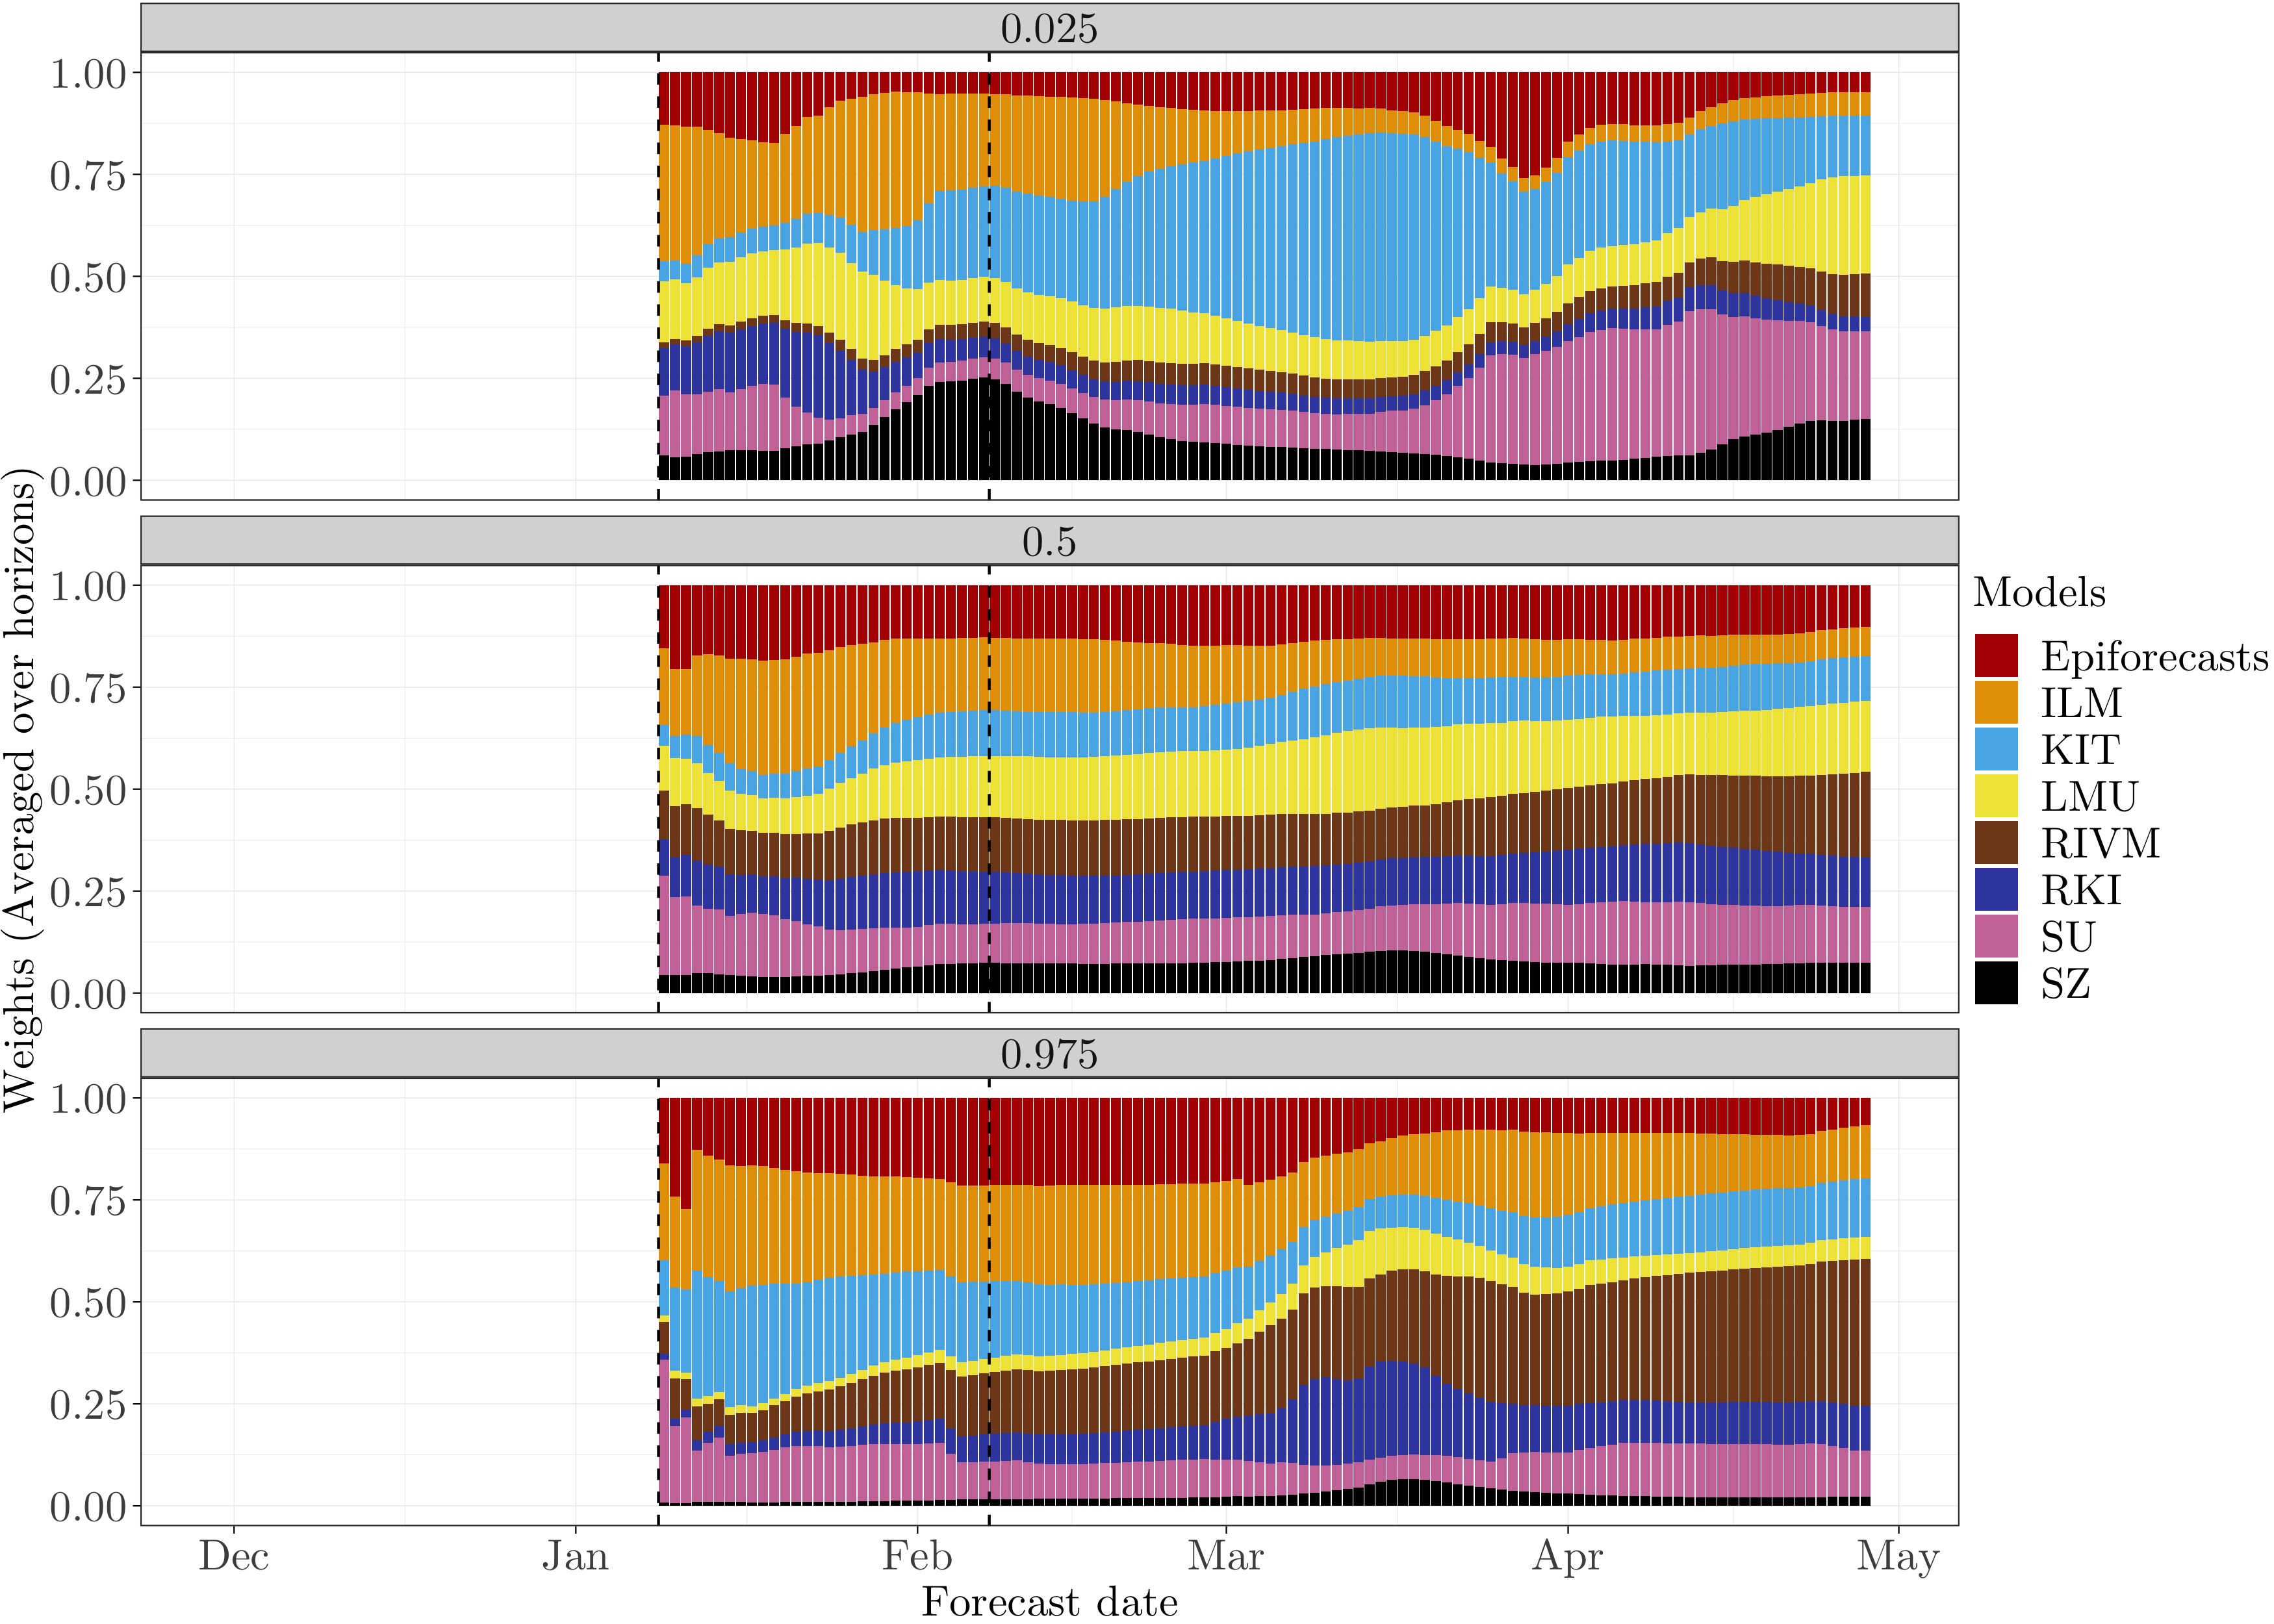 0.025
1.00
0.75
0.50
0.25
0.00
0.5
1.00
0.75
0.50
0.25
0.00
0.975
1.00
0.75
0.50
0.25
0.00
Weights (Averaged over horizons)
Dec Jan Feb Mar Apr May
Forecast date
Models
Epiforecasts
ILM
KIT
LMU
RIVM
RKI
SU
SZ